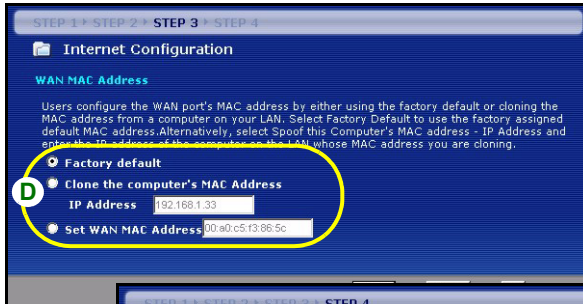 STEP 1 › STEP 2 › STEP 3 › STEP 4
Internet Configuration
WAN MAC Address
Users configure the WAN port's MAC address by either using the factory default or cloning the
MAC address from a computer on your LAN. Select Factory Default to use the factory assigned
default MAC address.Alternatively, select Spoof this Computer's MAC address - IP Address and
enter the IP address of the computer on the LAN whose MAC address you are cloning.
Factory default
D
Clone the computer's MAC Address
IP Address 192.168.1.33
Set WAN MAC Address 00:a0:c5:f3:86:5c
STEP 1 › STEP 2 › STEP 3 › STEP 4